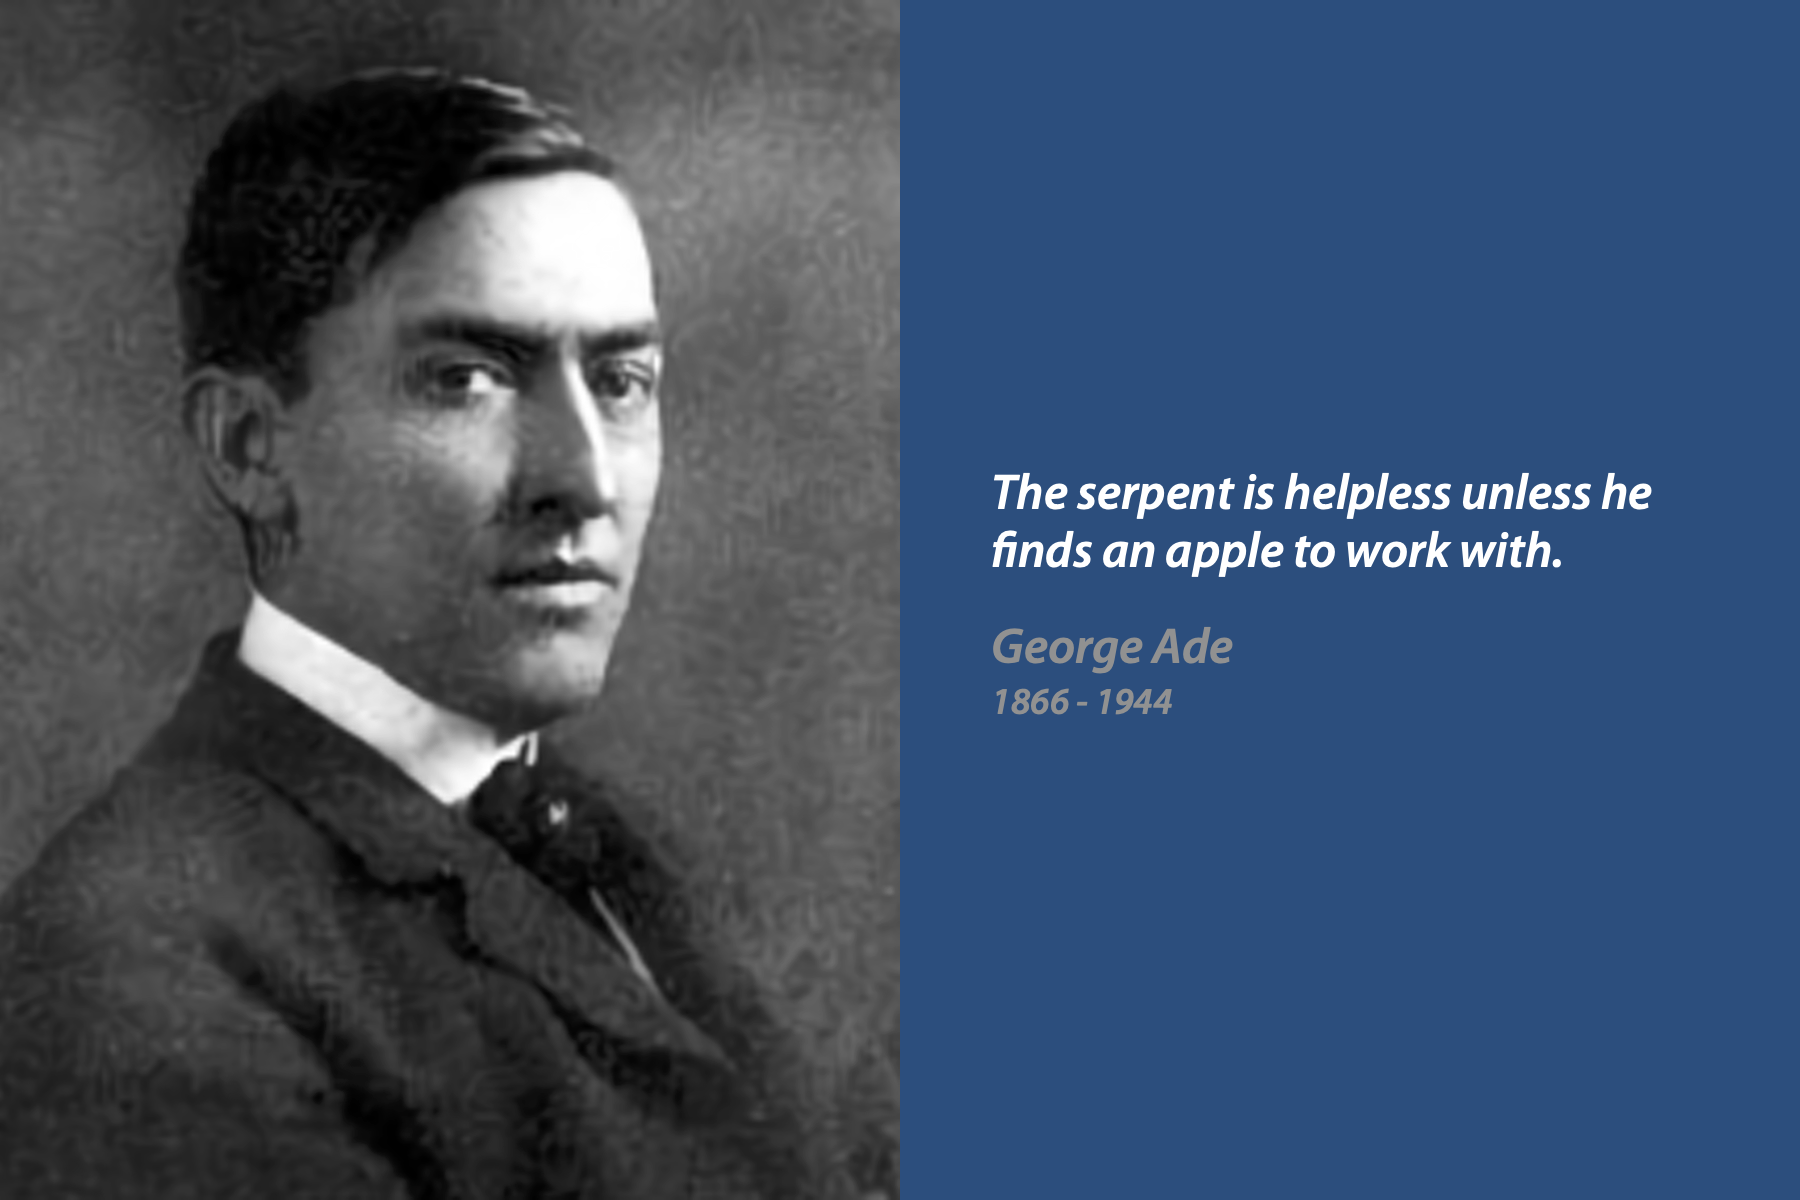 The serpent is helpless unless he
finds an apple to work with.
George Ade
1866 - 1944